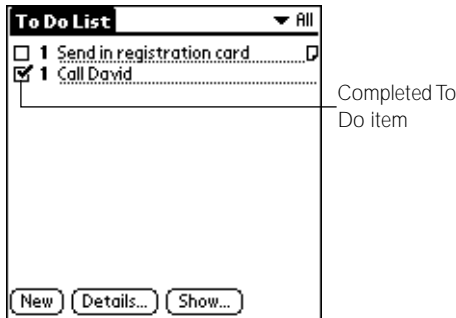 To Do List All
1 Send in registration card
1 Call David
Completed To
Do item
New Details... Show...